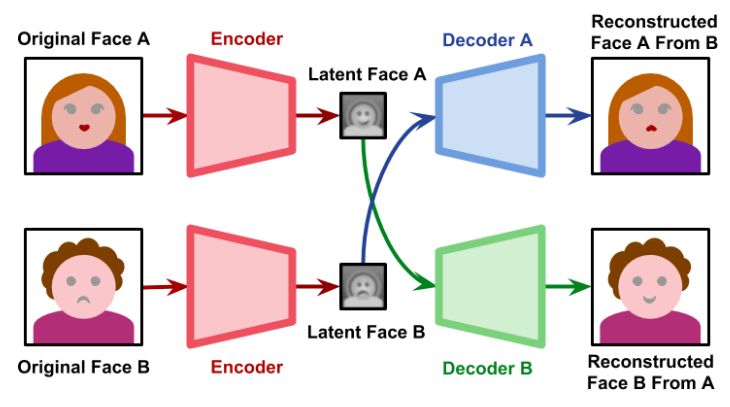 Original Face A
Encoder
Latent Face A
Decoder A
Reconstructed
Face A From B
Original Face B
Encoder
Latent Face B
Decoder B
Reconstructed
Face B From A